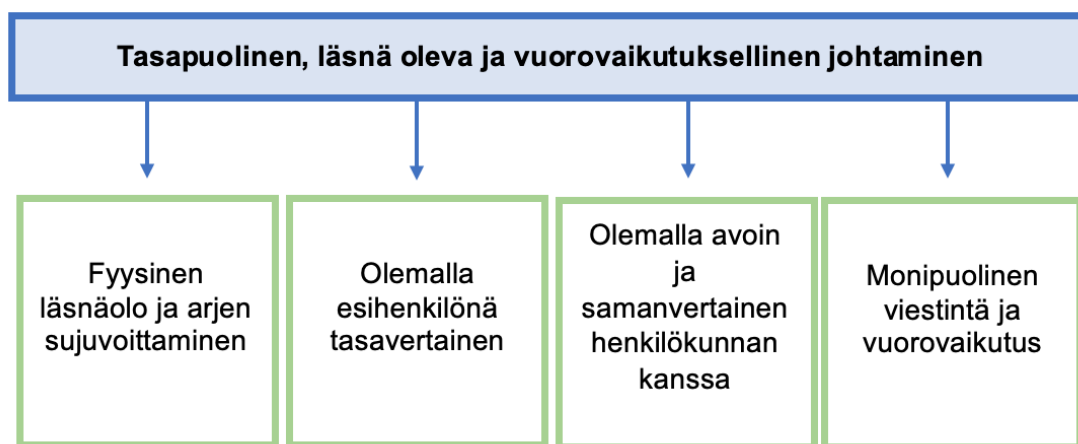 Tasapuolinen, läsnä oleva ja vuorovaikutuksellinen johtaminen
Fyysinen
läsnäolo ja arjen
sujuvoittaminen
Olemalla
esihenkilönä
tasavertainen
Olemalla avoin
ja
samanvertainen
henkilökunnan
kanssa
Monipuolinen
viestintä ja
vuorovaikutus